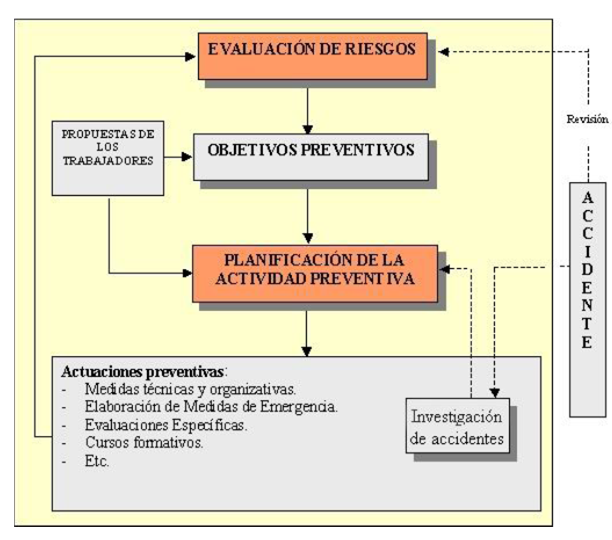 EVALUACIÓN DE RIESGOS
Revisión
PROPUESTAS DE
LOS
TRABAJADORES
OBJETIVOS PREVENTIVOS
ACCIDENTE
PLANIFICACIÓN DE LA
ACTIVIDAD PREVENTIVA
Actuaciones preventivas:
- Medidas técnicas y organizativas.
- Elaboración de Medidas de Emergencia.
- Evaluaciones Específicas.
- Cursos formativos.
- Etc.
Investigación
de accidentes